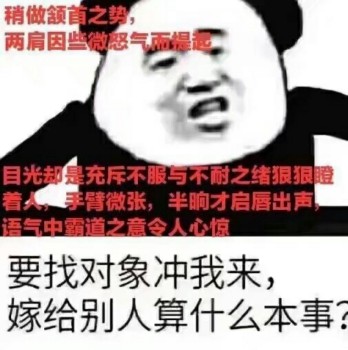 稍做颔首之势,
两肩因些微怒气而提起
目光却是充斥不服与不耐之绪狠狠瞪
着人, 手臂微张, 半晌才启唇出声,
语气中霸道之意令人心惊
要找对象冲我来,
嫁给别人算什么本事?